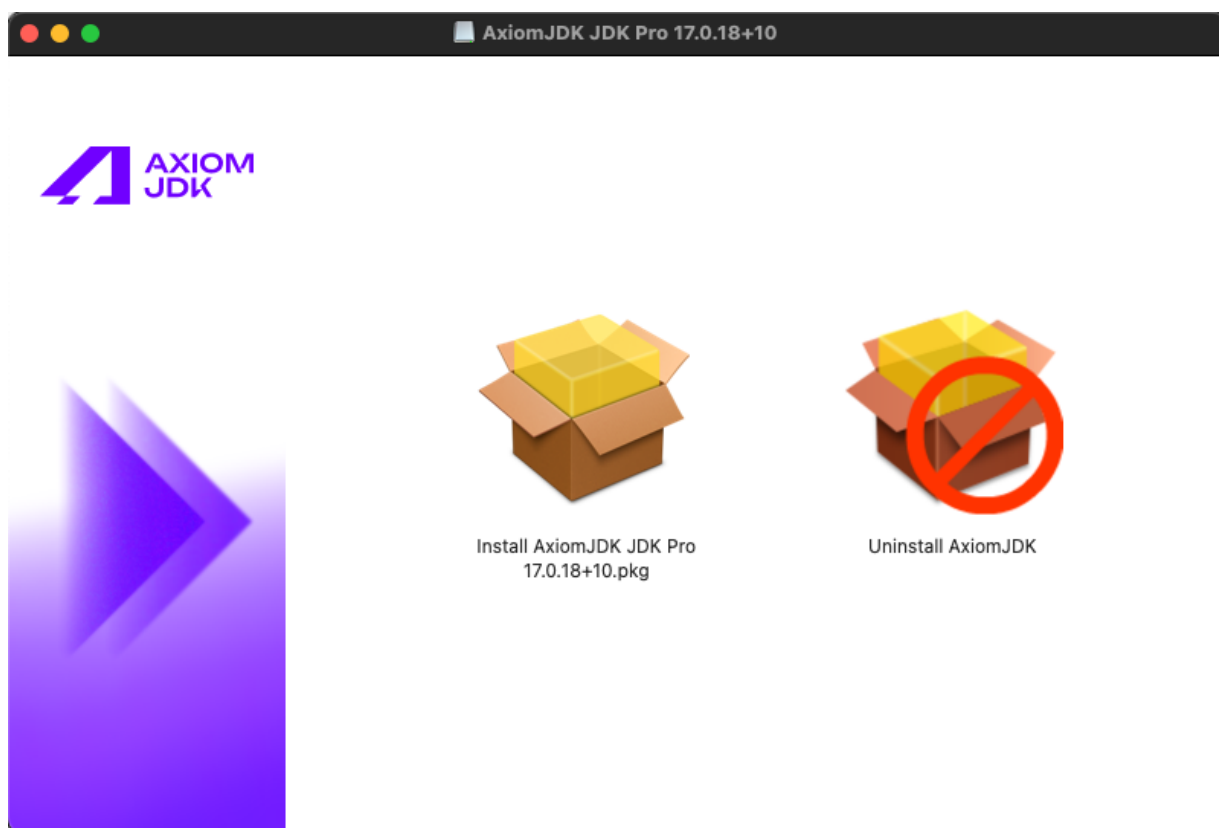 AxiomJDK JDK Pro 17.0.18+10
AXIOM
JDK
Install AxiomJDK JDK Pro
17.0.18+10.pkg
Uninstall AxiomJDK